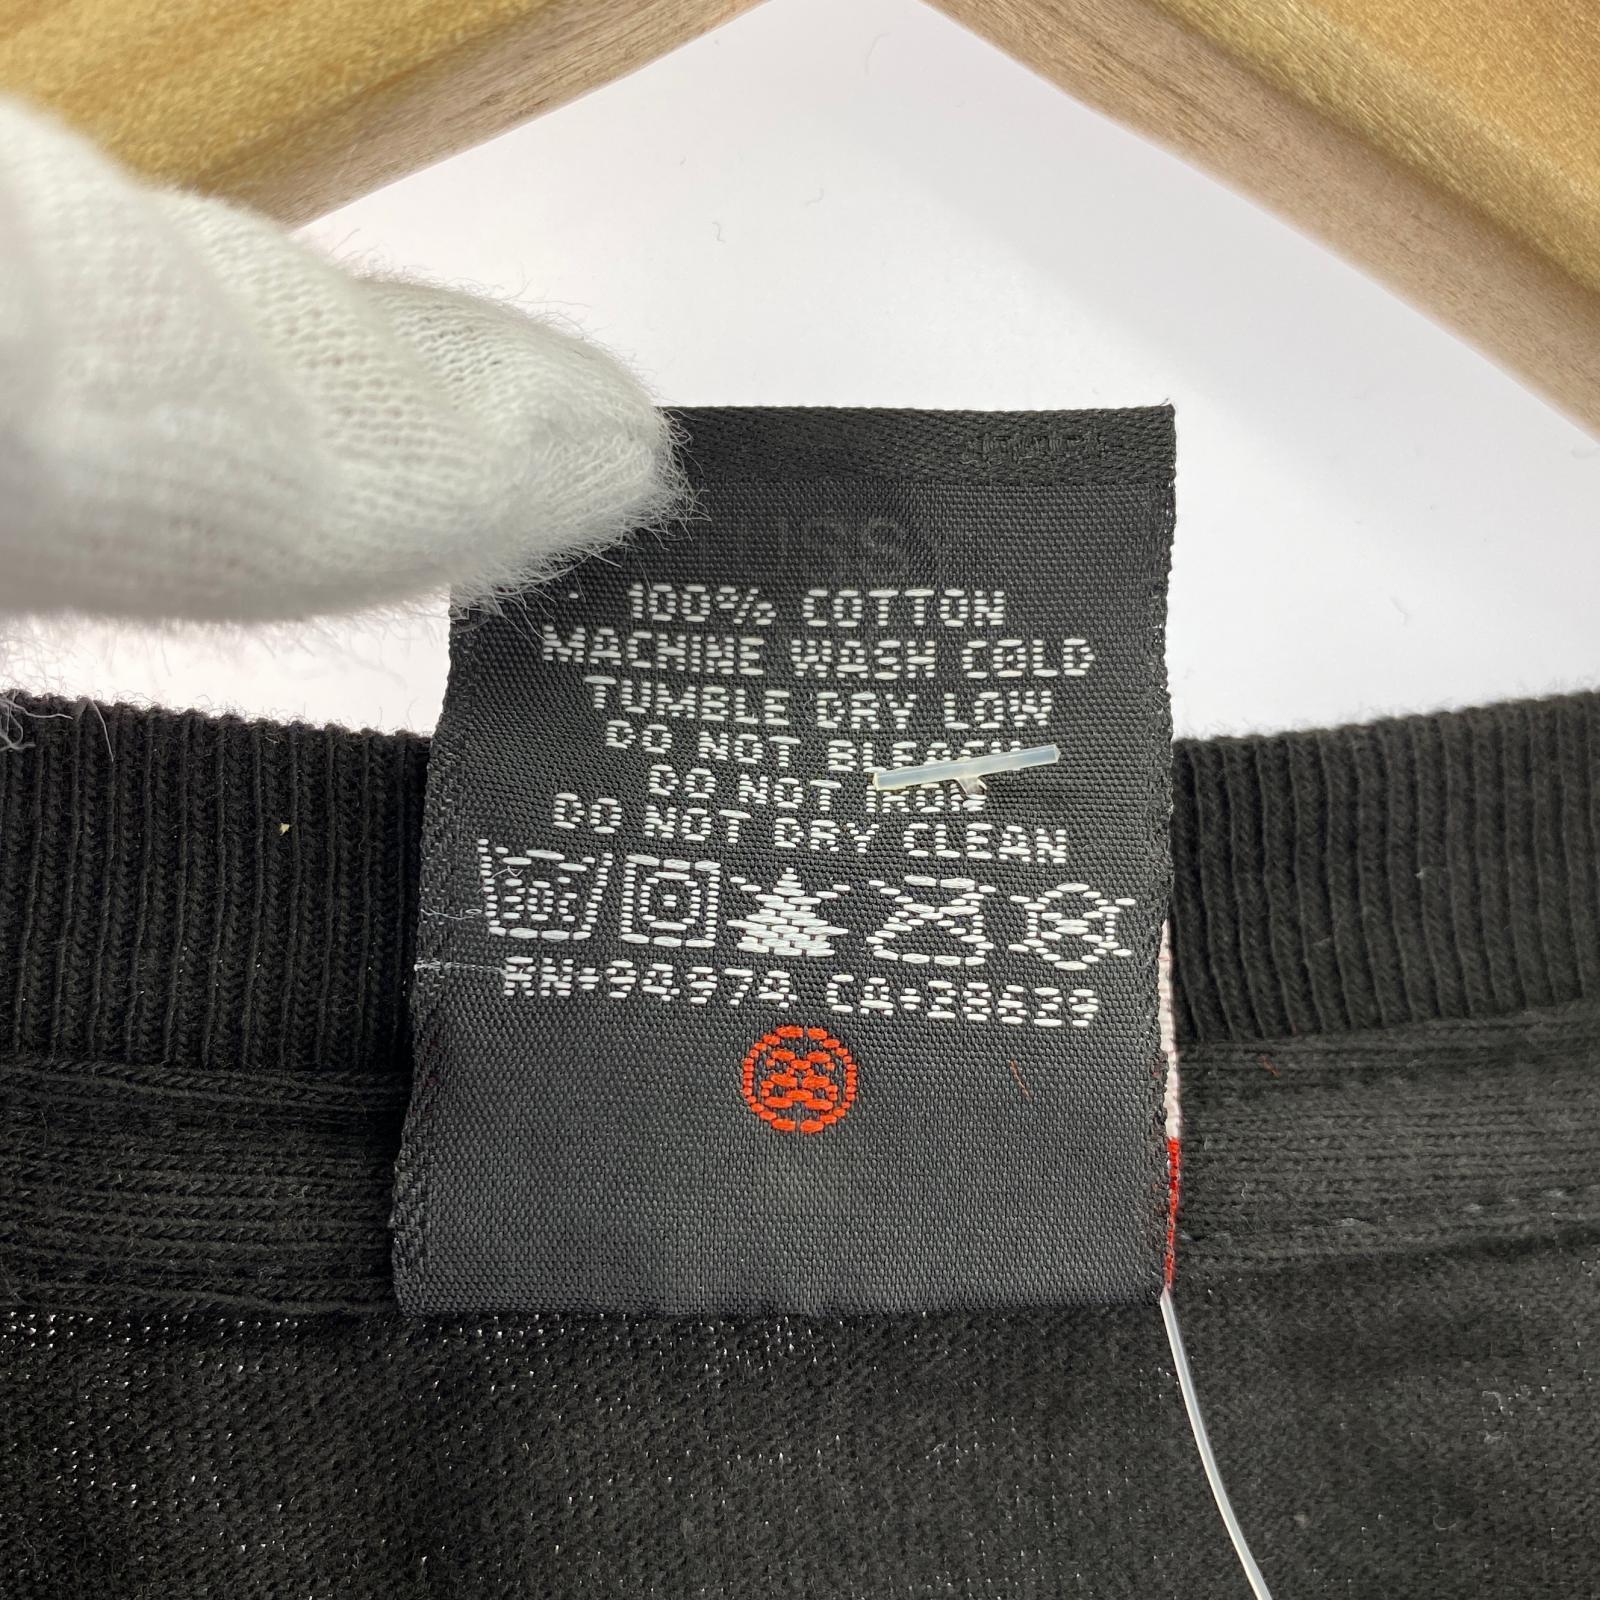 100% COTTON
MACHINE WASH COLD
TUMBLE DRY LOW
DO NOT BLEACH
DO NOT IRON
DO NOT DRY CLEAN
RN•94974 CA•28639